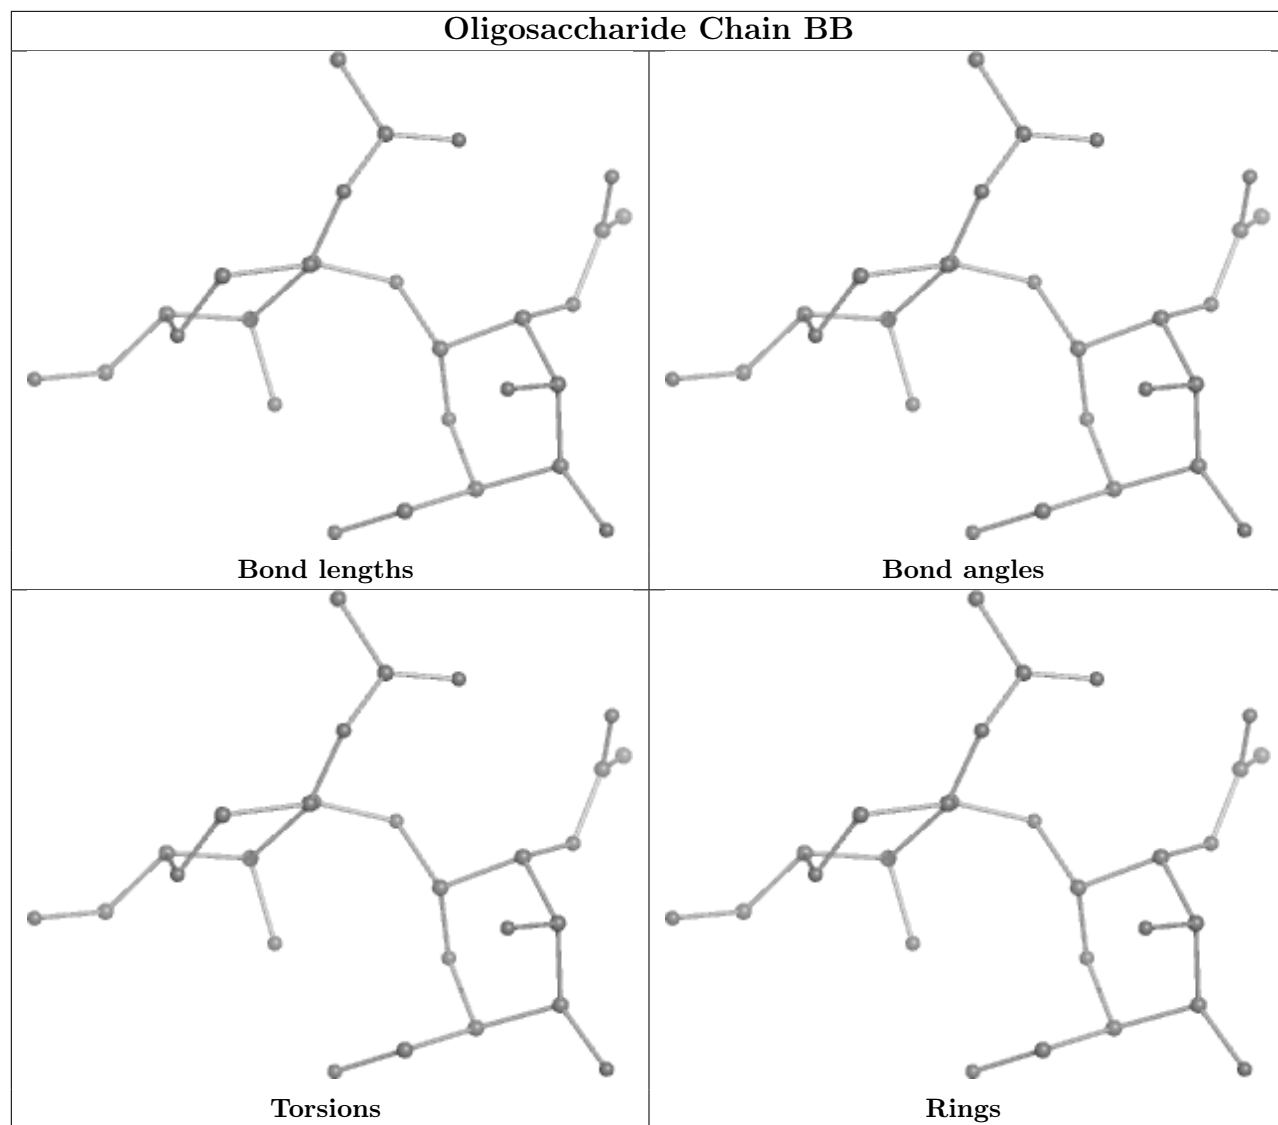 Oligosaccharide Chain BB
Bond lengths
Bond angles
Torsions
Rings